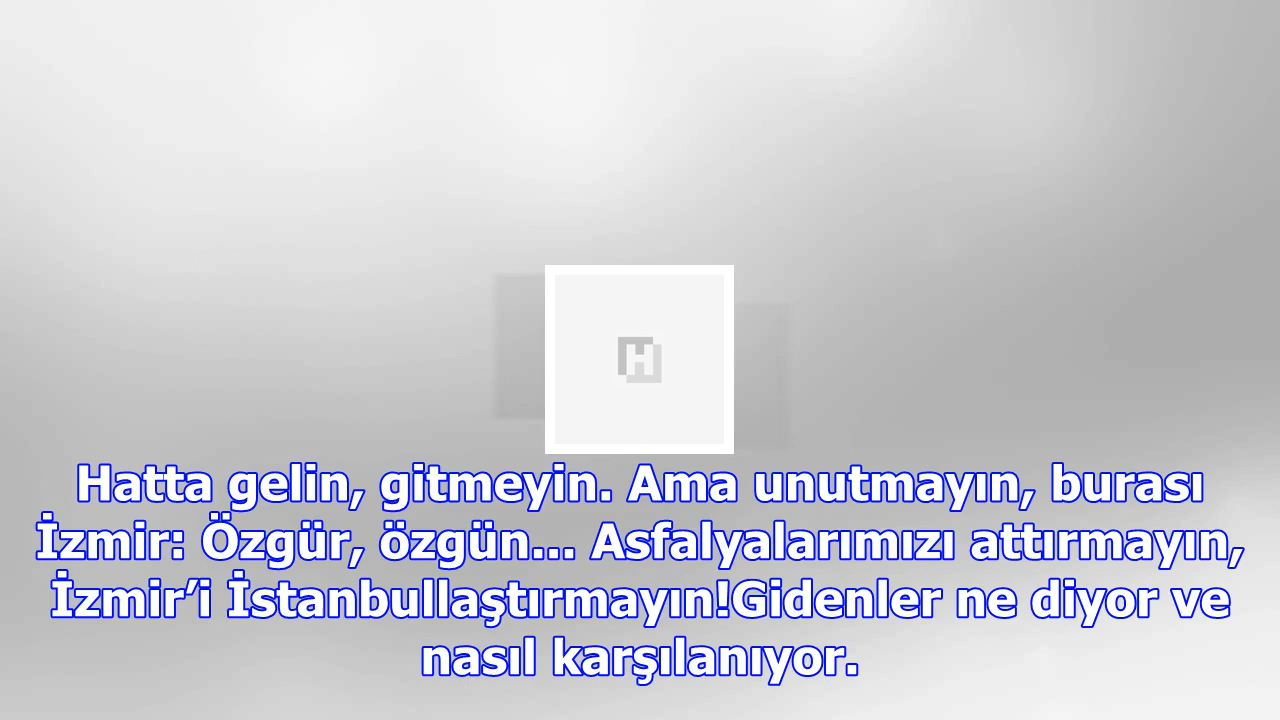 H
Hatta gelin, gitmeyin. Ama unutmayın, burası
İzmir: Özgür, özgün... Asfalyalarımızı attırmayın,
İzmir’i İstanbullaştırmayın!Gidenler ne diyor ve
nasıl karşılanıyor.